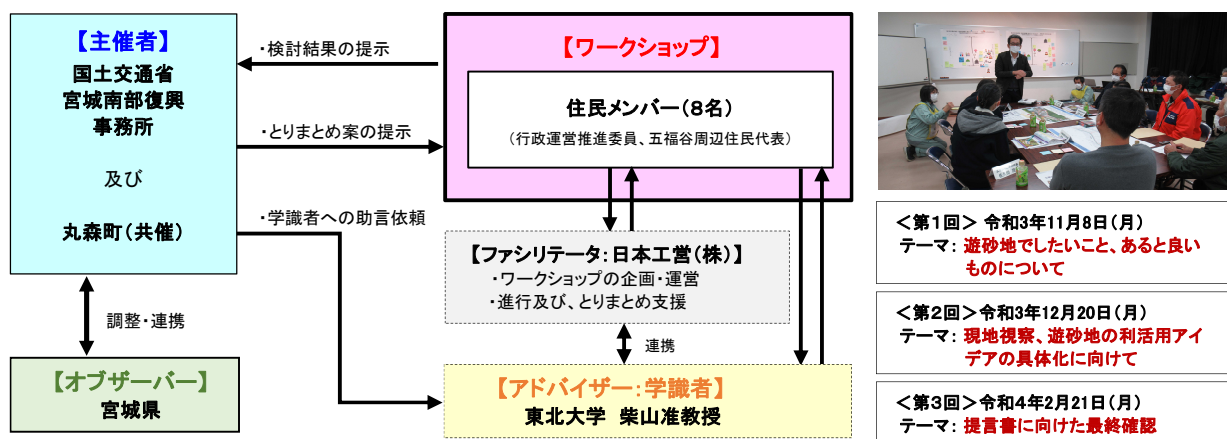 【主催者】
国土交通省
宮城南部復興
事務所
及び
丸森町(共催)
・検討結果の提示
・とりまとめ案の提示
・学識者への助言依頼
調整・連携
【オブザーバー】
宮城県
【ワークショップ】
住民メンバー(8名)
(行政運営推進委員、五福谷周辺住民代表)
【ファシリテータ:日本工営(株)】
・ワークショップの企画・運営
・進行及び、とりまとめ支援
連携
【アドバイザー:学識者】
東北大学 柴山准教授
<第1回> 令和3年11月8日(月)
テーマ: 遊砂地でしたいこと、あると良い
ものについて
<第2回>令和3年12月20日(月)
テーマ: 現地視察、遊砂地の利活用アイ
デアの具体化に向けて
<第3回>令和4年2月21日(月)
テーマ: 提言書に向けた最終確認